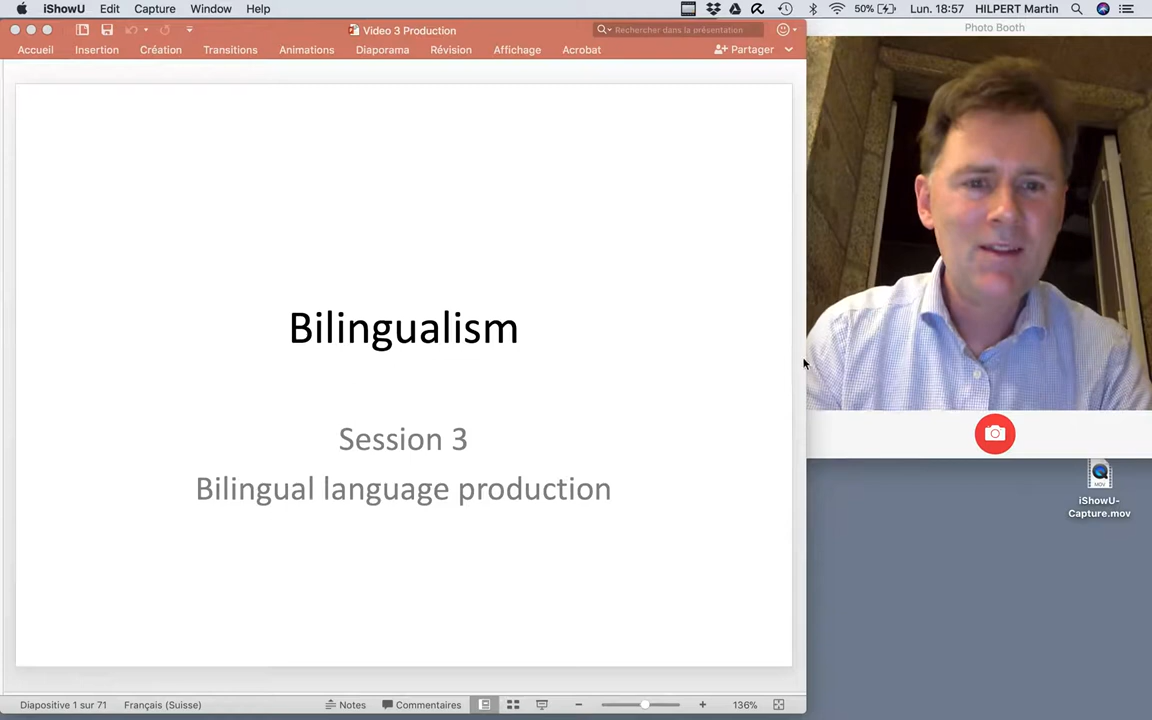 iShowU Edit Capture Window Help 50% Lun. 18:57 HILPERT Martin
Video 3 Production
Rechercher dans la présentation
Photo Booth
Accueil Insertion Création Transitions Animations Diaporama Révision Affichage Acrobat Partager
Bilingualism
Session 3
Bilingual language production
MOV
iShowU-
Capture.mov
Diapositive 1 sur 71 Français (Suisse) Notes Commentaires 136%